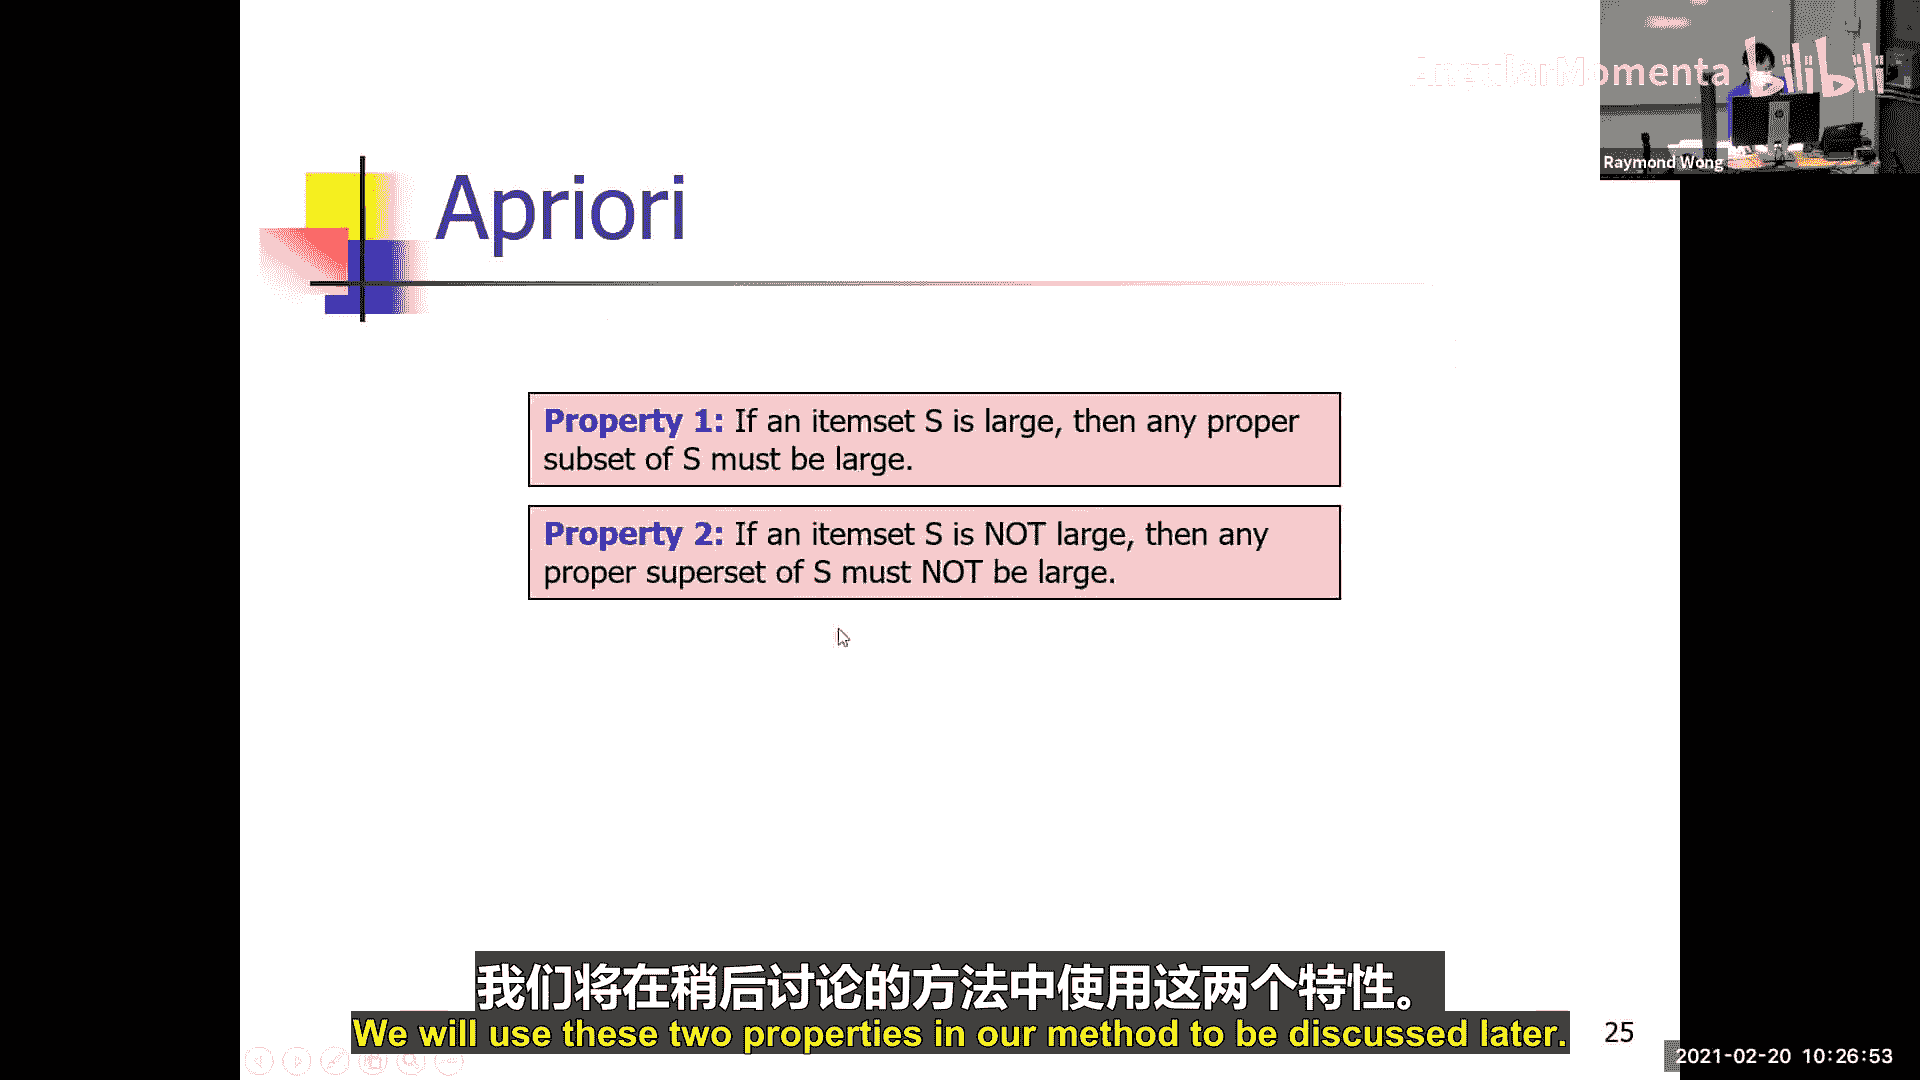 AngularMomenta bilibili
Raymond Wong
Apriori
Property 1: If an itemset S is large, then any proper
subset of S must be large.
Property 2: If an itemset S is NOT large, then any
proper superset of S must NOT be large.
我们将在稍后讨论的方法中使用这两个特性。
We will use these two properties in our method to be discussed later.
25
2021-02-20 10:26:53